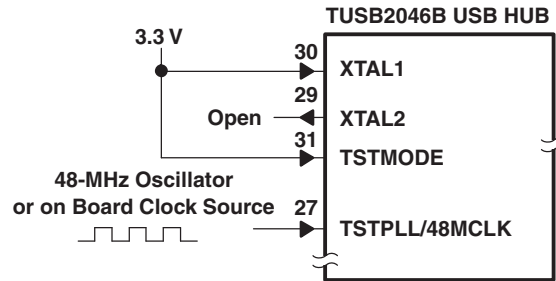 TUSB2046B USB HUB
3.3 V
30
XTAL1
29
Open
XTAL2
31
TSTMODE
48-MHz Oscillator
or on Board Clock Source
27
TSTPLL/48MCLK